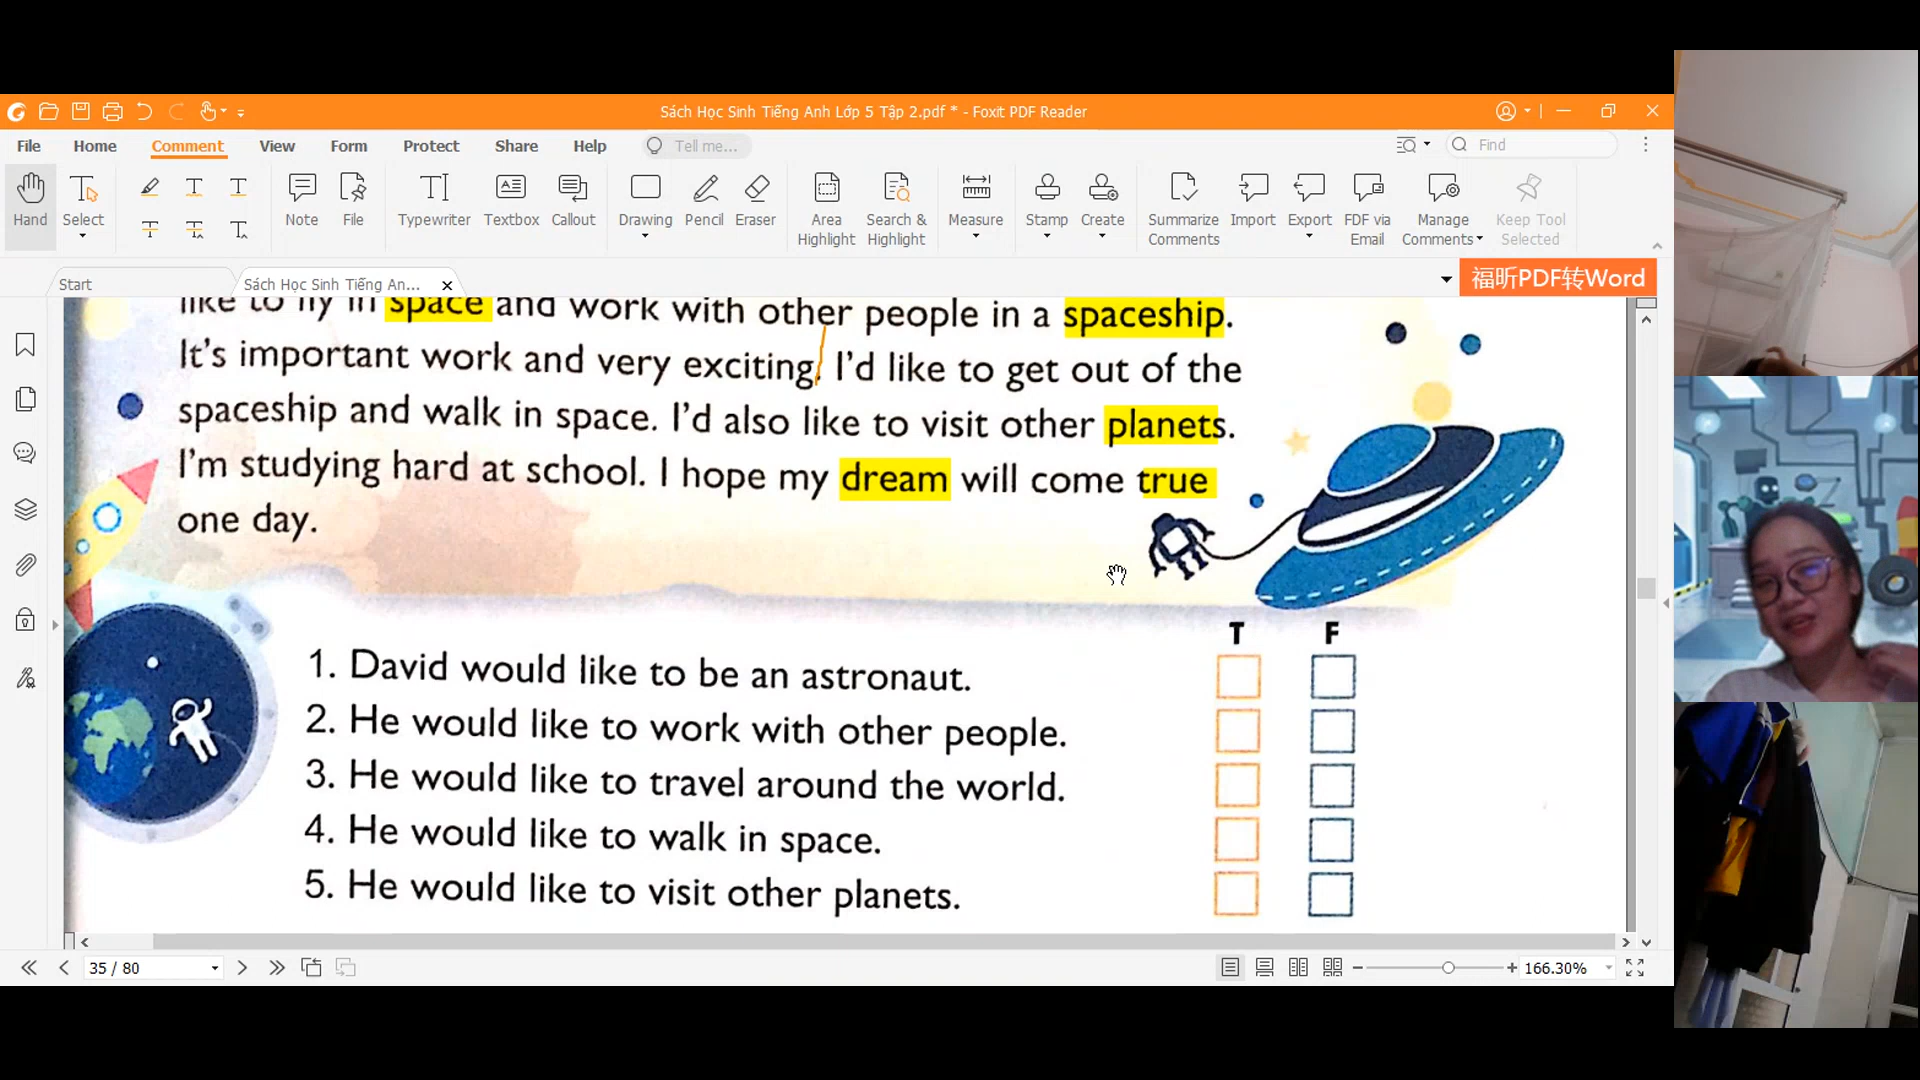 Sách Học Sinh Tiếng Anh Lớp 5 Tập 2.pdf * - Foxit PDF Reader
File Home Comment View Form Protect Share Help Tell me... Find
Hand Select Note File Typewriter Textbox Callout Drawing Pencil Eraser Area Highlight Search & Highlight Measure Stamp Create Summarize Comments Import Export FDF via Email Manage Comments Keep Tool Selected
Start Sách Học Sinh Tiếng An... 福昕PDF转Word
like to fly in space and work with other people in a spaceship.
It's important work and very exciting. I'd like to get out of the
spaceship and walk in space. I'd also like to visit other planets.
I'm studying hard at school. I hope my dream will come true
one day.
T F
1. David would like to be an astronaut.
2. He would like to work with other people.
3. He would like to travel around the world.
4. He would like to walk in space.
5. He would like to visit other planets.
35 / 80 166.30%